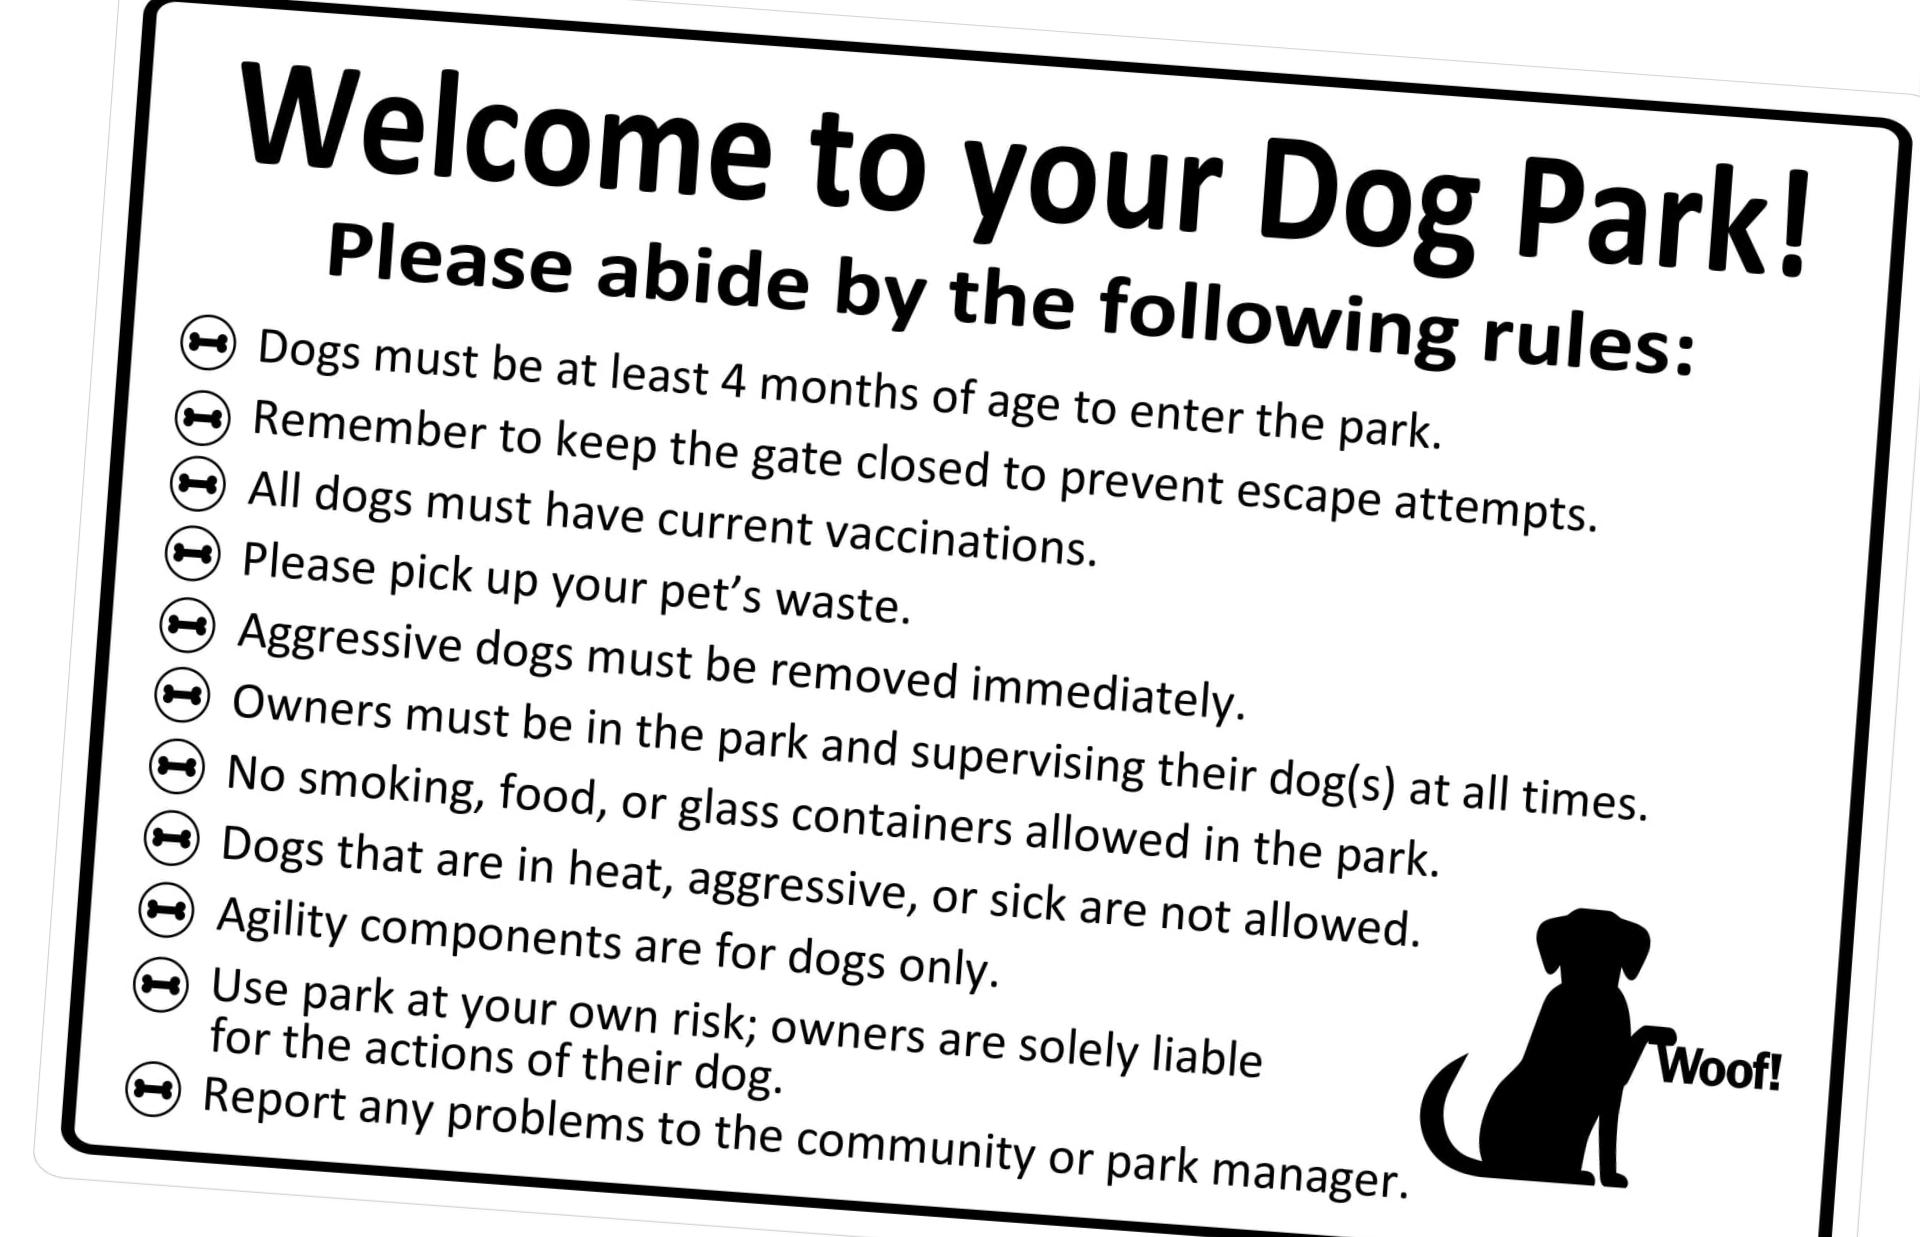 Welcome to your Dog Park!
Please abide by the following rules:
Dogs must be at least 4 months of age to enter the park.
Remember to keep the gate closed to prevent escape attempts.
All dogs must have current vaccinations.
Please pick up your pet’s waste.
Aggressive dogs must be removed immediately.
Owners must be in the park and supervising their dog(s) at all times.
No smoking, food, or glass containers allowed in the park.
Dogs that are in heat, aggressive, or sick are not allowed.
Agility components are for dogs only.
Use park at your own risk; owners are solely liable
for the actions of their dog.
Report any problems to the community or park manager.
Woof!